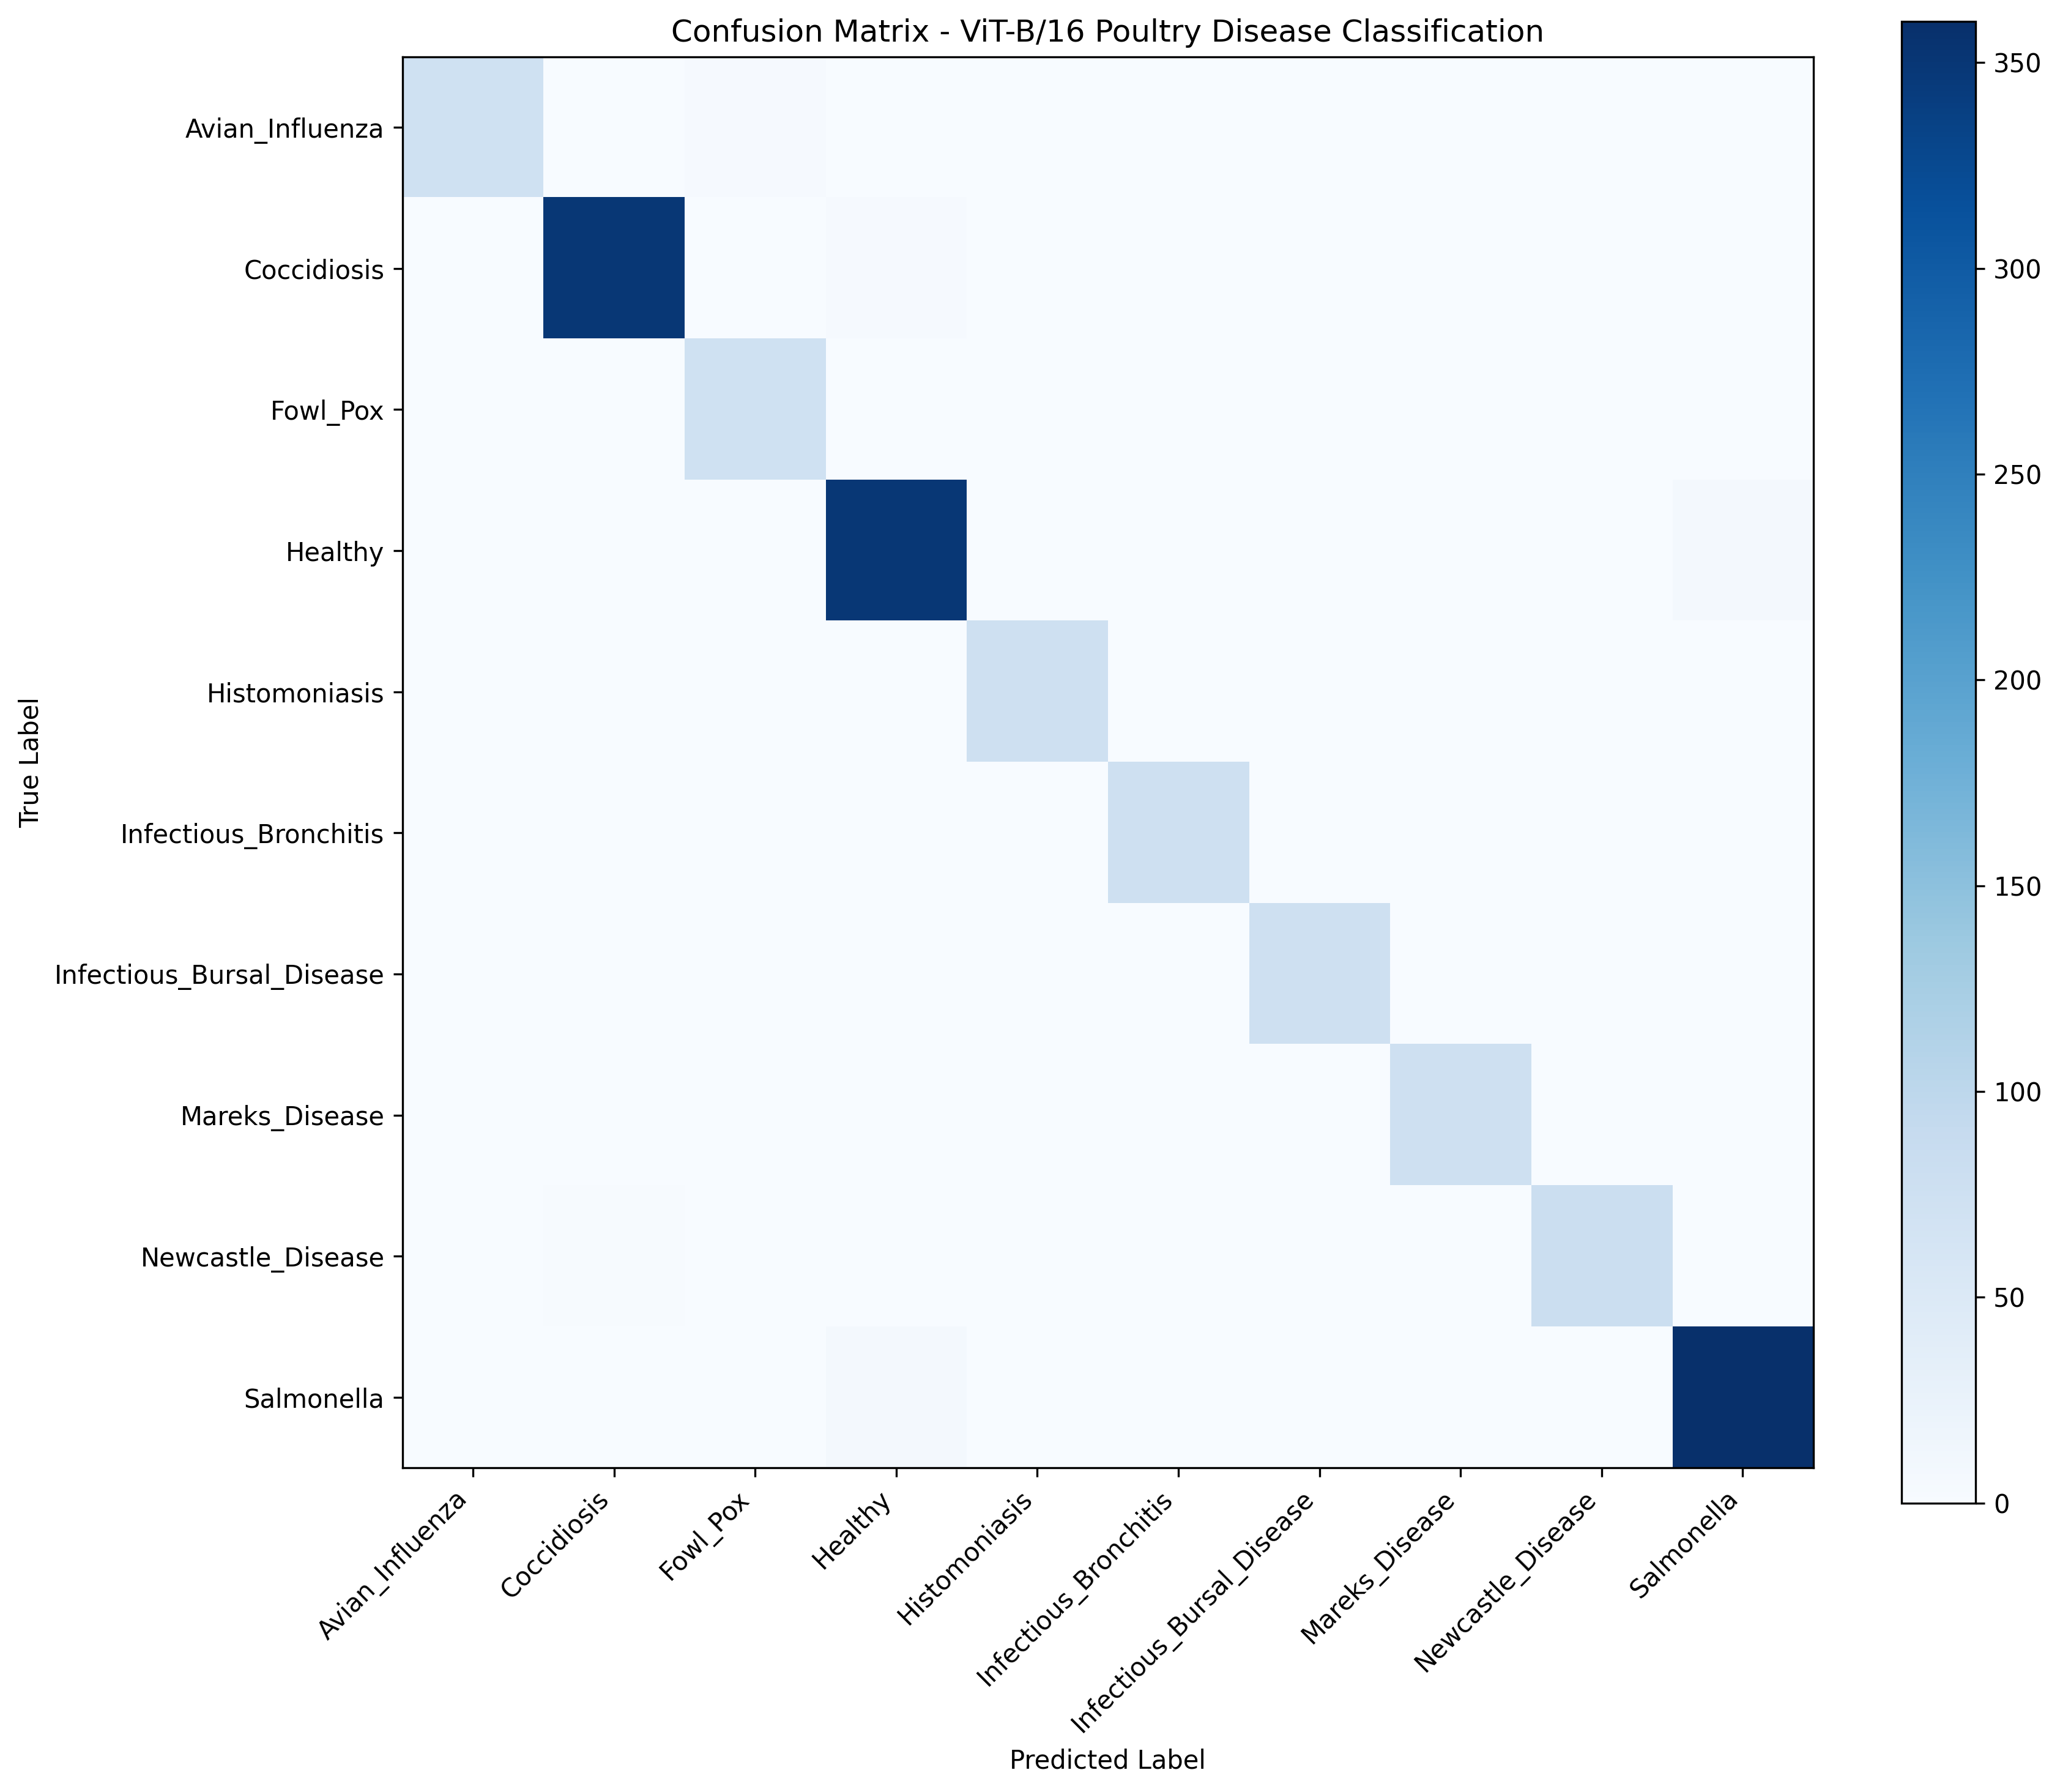 Confusion Matrix - ViT-B/16 Poultry Disease Classification
True Label
Avian_Influenza
Coccidiosis
Fowl_Pox
Healthy
Histomoniasis
Infectious_Bronchitis
Infectious_Bursal_Disease
Mareks_Disease
Newcastle_Disease
Salmonella
Avian_Influenza
Coccidiosis
Fowl_Pox
Healthy
Histomoniasis
Infectious_Bronchitis
Infectious_Bursal_Disease
Mareks_Disease
Newcastle_Disease
Salmonella
Predicted Label
350
300
250
200
150
100
50
0